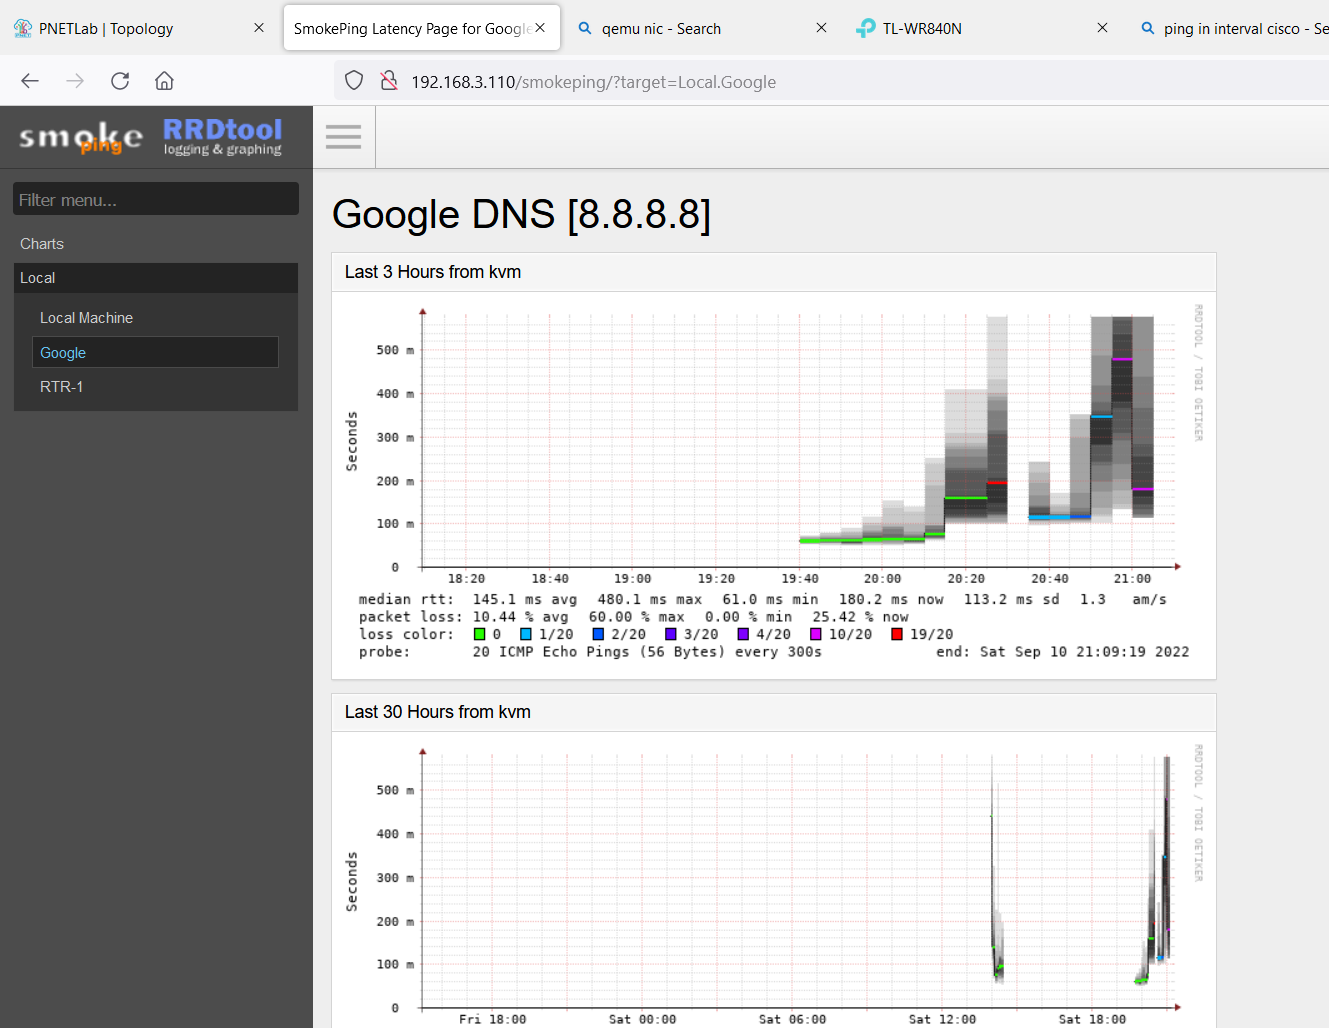 PNETLab | Topology
SmokePing Latency Page for Google
qemu nic - Search
TL-WR840N
ping in interval cisco - Se
192.168.3.110/smokeping/?target=Local.Google
smokeping
RRDtool
logging & graphing
Filter menu...
Charts
Local
Local Machine
Google
RTR-1
Google DNS [8.8.8.8]
Last 3 Hours from kvm
RRDTOOL / TOBI OETIKER
Seconds
500 m
400 m
300 m
200 m
100 m
0
18:20 18:40 19:00 19:20 19:40 20:00 20:20 20:40 21:00
median rtt: 145.1 ms avg 480.1 ms max 61.0 ms min 180.2 ms now 113.2 ms sd 1.3 am/s
packet loss: 10.44 % avg 60.00 % max 0.00 % min 25.42 % now
loss color: 0 1/20 2/20 3/20 4/20 10/20 19/20
probe: 20 ICMP Echo Pings (56 Bytes) every 300s end: Sat Sep 10 21:09:19 2022
Last 30 Hours from kvm
RRDTOOL / TOBI OETIKER
Seconds
500 m
400 m
300 m
200 m
100 m
0
Fri 18:00 Sat 00:00 Sat 06:00 Sat 12:00 Sat 18:00